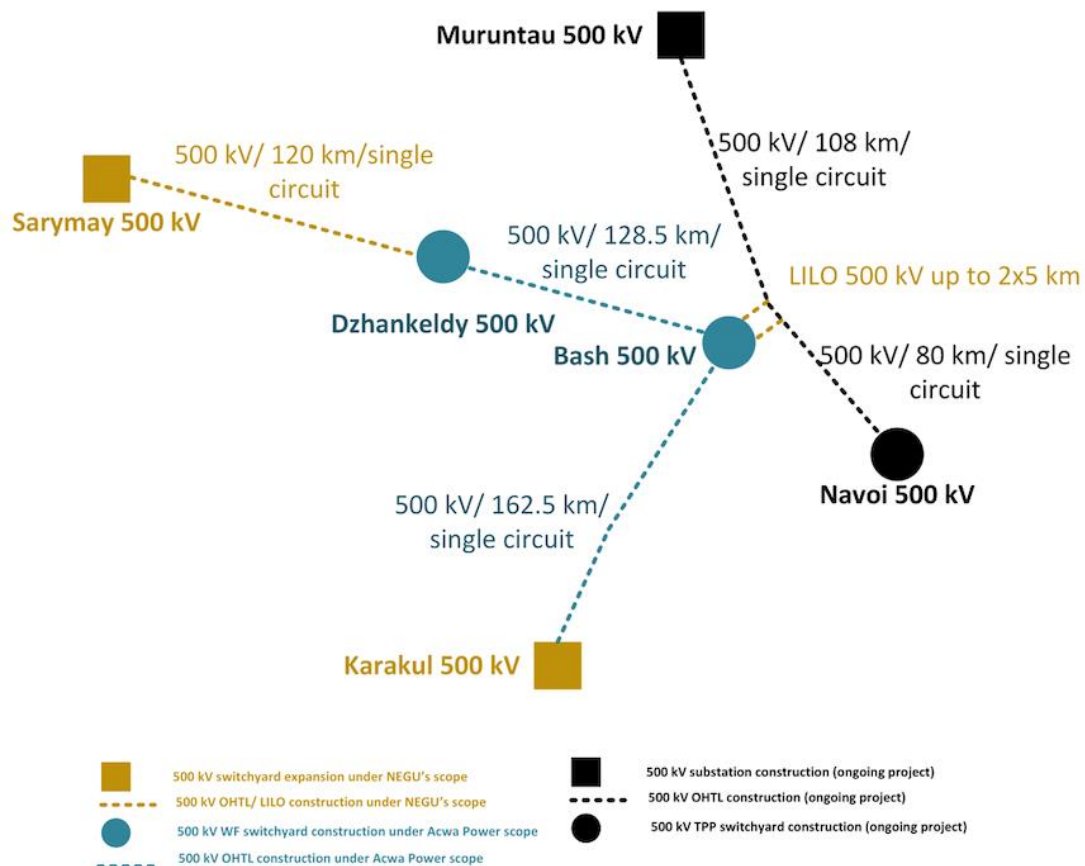 Muruntau 500 kV
500 kV/ 120 km/single
circuit
500 kV/ 108 km/
single circuit
Sarymay 500 kV
500 kV/ 128.5 km/
single circuit
LILO 500 kV up to 2x5 km
Dzhankeldy 500 kV
Bash 500 kV
500 kV/ 80 km/ single
circuit
Navoi 500 kV
500 kV/ 162.5 km/
single circuit
Karakul 500 kV
500 kV switchyard expansion under NEGU's scope
500 kV OHTL/ LILO construction under NEGU's scope
500 kV WF switchyard construction under Acwa Power scope
500 kV OHTL construction under Acwa Power scope
500 kV substation construction (ongoing project)
500 kV OHTL construction (ongoing project)
500 kV TPP switchyard construction (ongoing project)